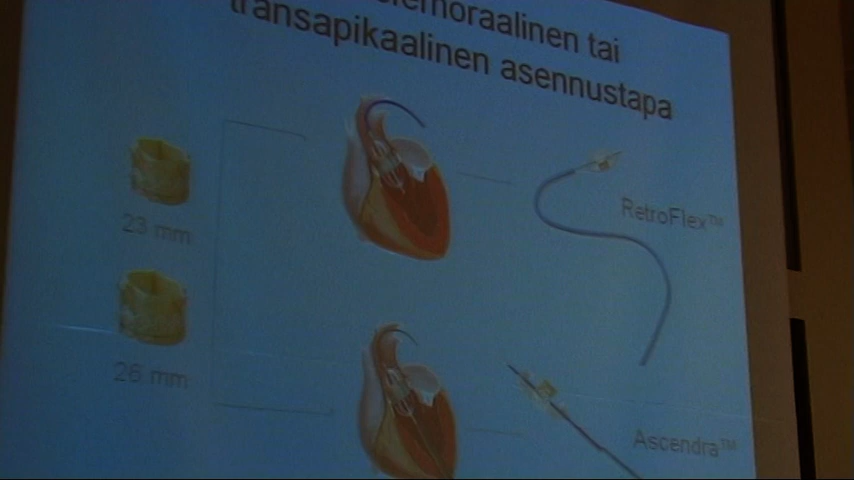 transapikaalinen asennustapa
23 mm
RetroFlex™
26 mm
Ascendra™